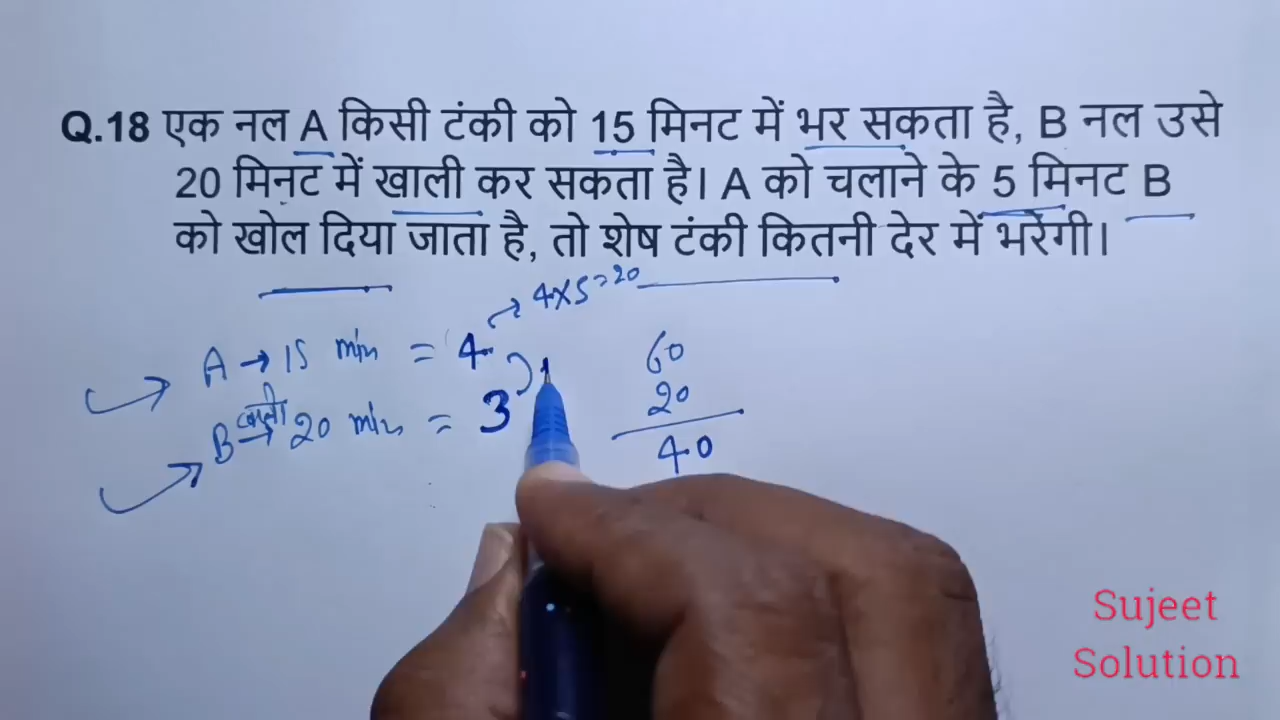 Q.18 एक नल A किसी टंकी को 15 मिनट में भर सकता है, B नल उसे
20 मिनट में खाली कर सकता है। A को चलाने के 5 मिनट B
को खोल दिया जाता है, तो शेष टंकी कितनी देर में भरेगी।
4×5=20
A → 15 min = 4
B → 20 min = 3
1
60
20
40
Sujeet
Solution